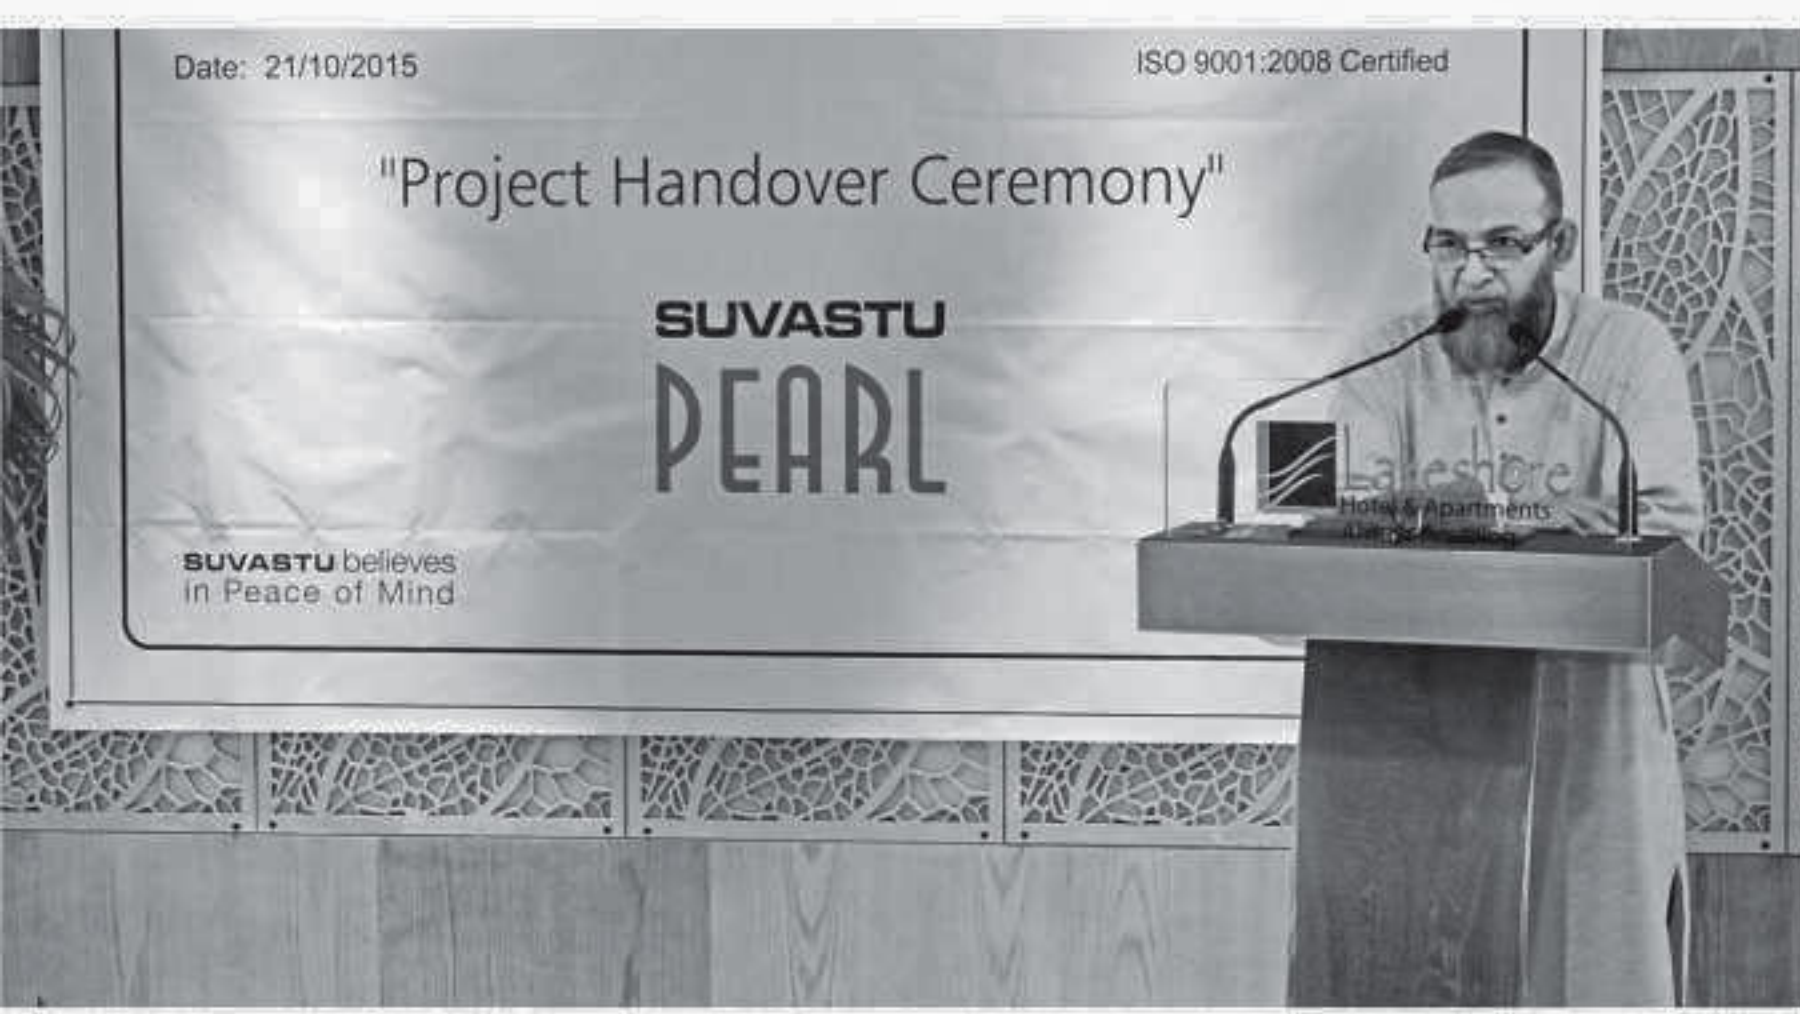 Date: 21/10/2015
ISO 9001:2008 Certified
"Project Handover Ceremony"
SUVASTU
PEARL
SUVASTU believes
in Peace of Mind
Lakeshore
Hotel & Apartments